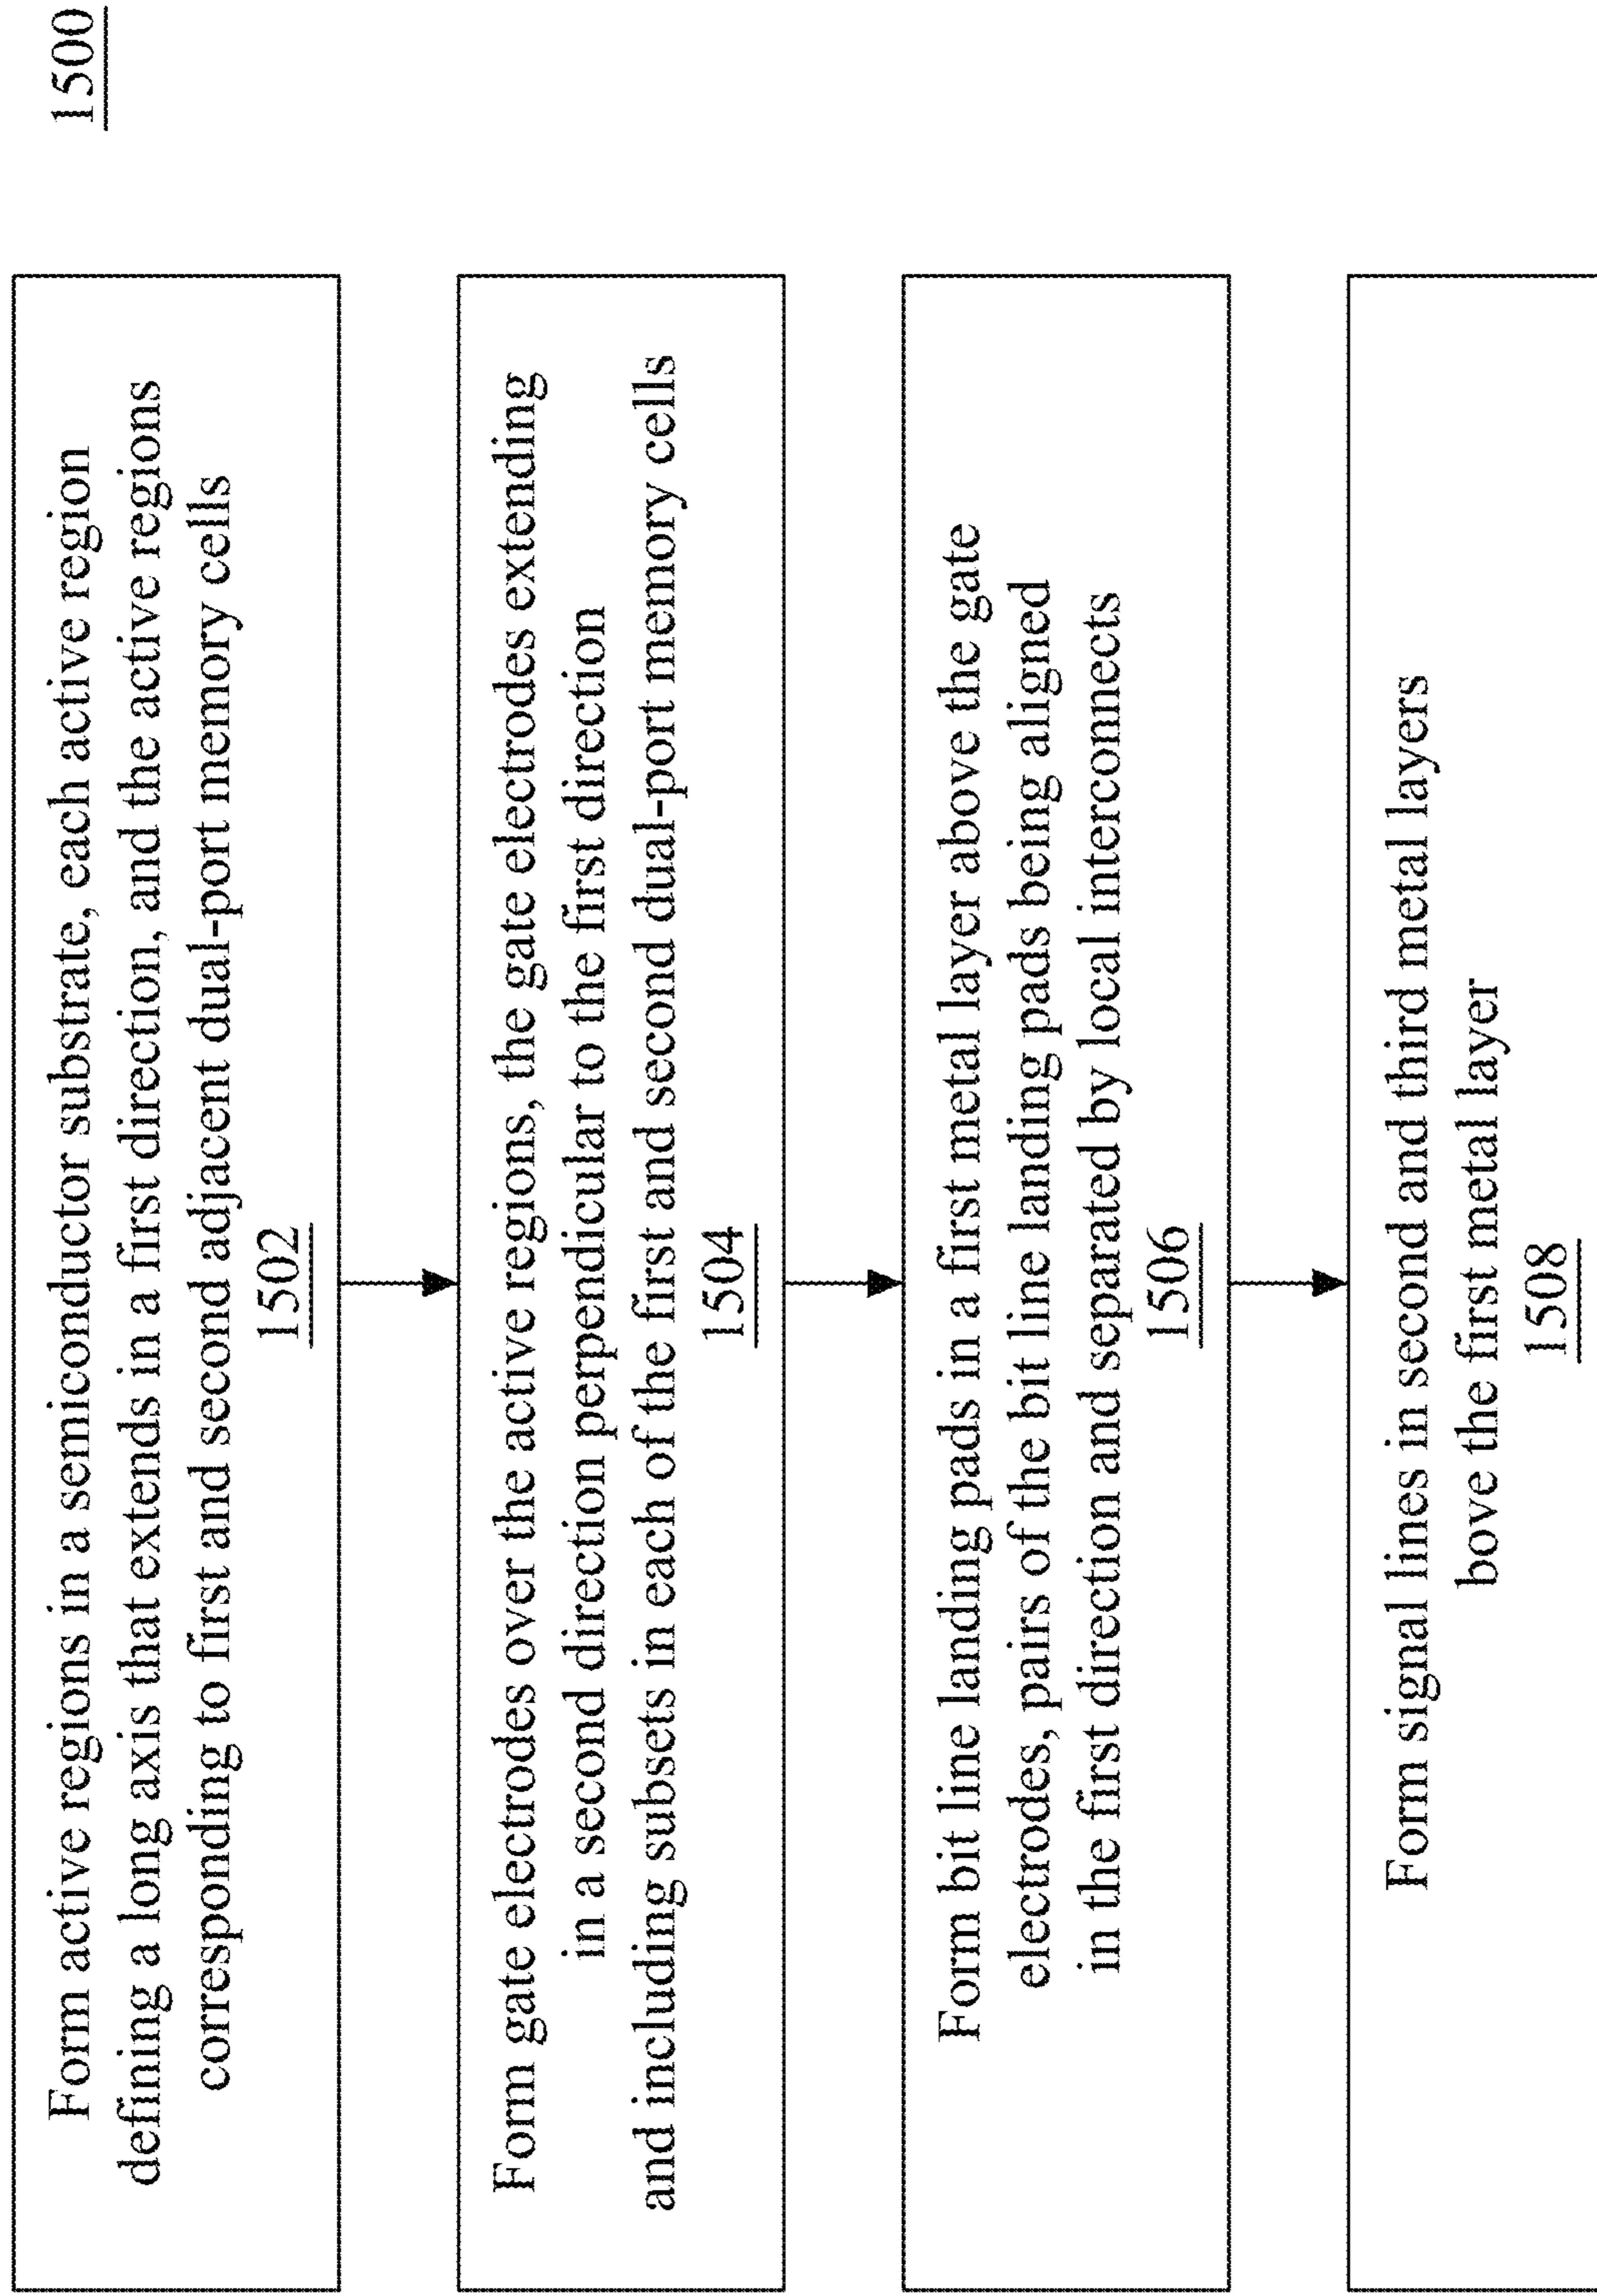 1500
Form active regions in a semiconductor substrate, each active region
defining a long axis that extends in a first direction, and the active regions
corresponding to first and second adjacent dual-port memory cells
1502
Form gate electrodes over the active regions, the gate electrodes extending
in a second direction perpendicular to the first direction
and including subsets in each of the first and second dual-port memory cells
1504
Form bit line landing pads in a first metal layer above the gate
electrodes, pairs of the bit line landing pads being aligned
in the first direction and separated by local interconnects
1506
Form signal lines in second and third metal layers
bove the first metal layer
1508